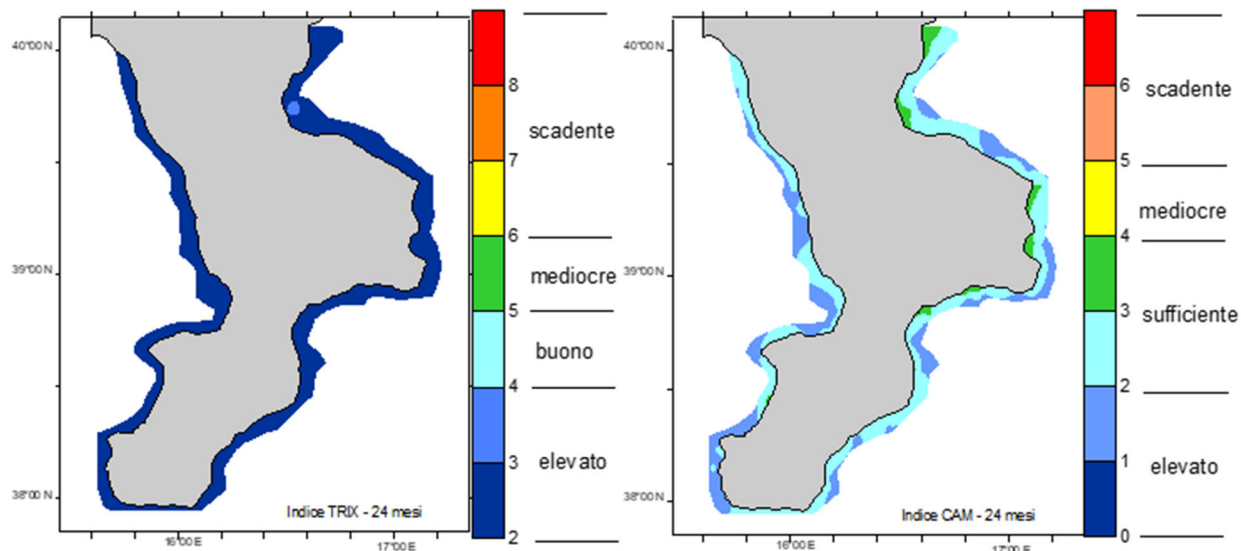 40°00'N
39°00'N
38°00'N
16°00'E
17°00'E
Indice TRIX - 24 mesi
8
7
6
5
4
3
2
scadente
mediocre
buono
elevato
40°00'N
39°00'N
38°00'N
16°00'E
17°00'E
Indice CAM - 24 mesi
6
5
4
3
2
1
0
scadente
mediocre
sufficiente
elevato